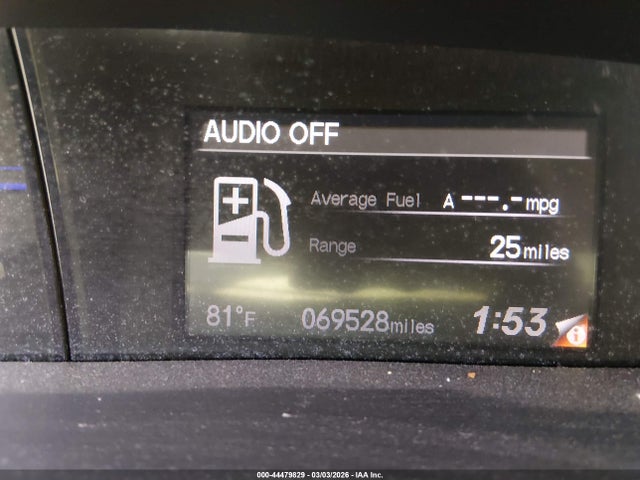 AUDIO OFF
Average Fuel A ---.- mpg
Range 25 miles
81°F 069528 miles 1:53
000-44479829 - 03/03/2026 - IAA Inc.